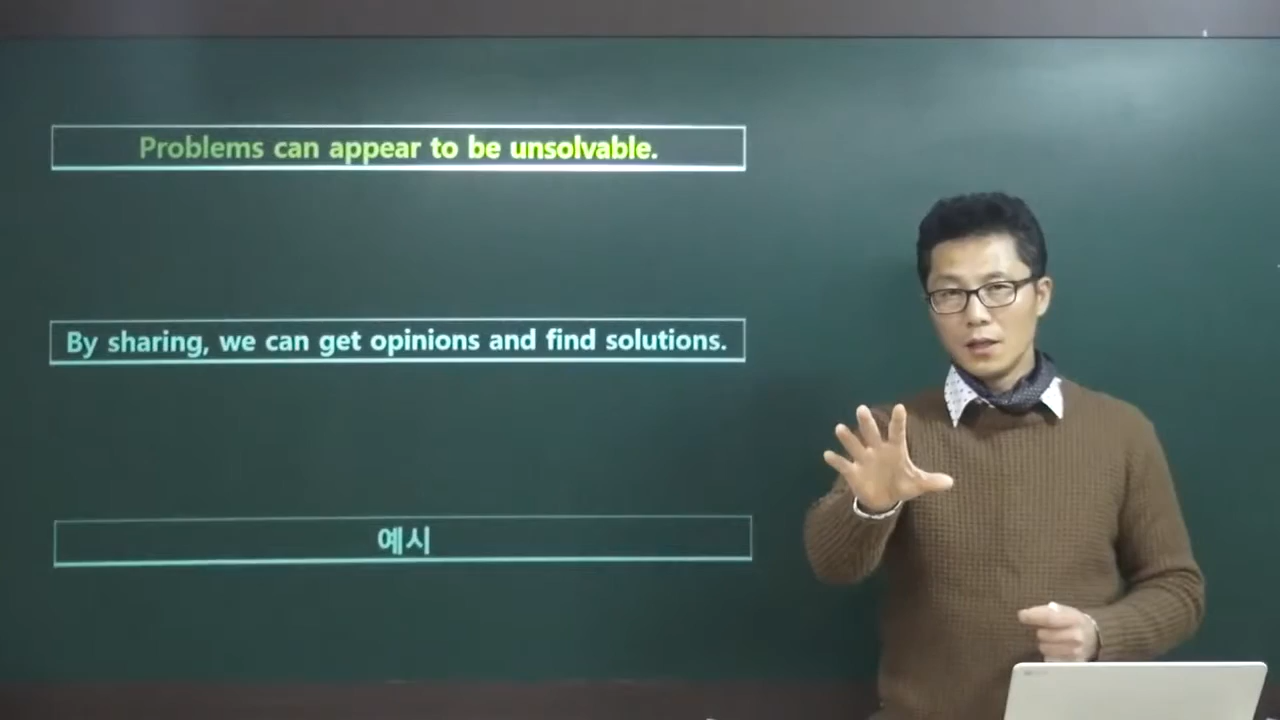 Problems can appear to be unsolvable.
By sharing, we can get opinions and find solutions.
예시